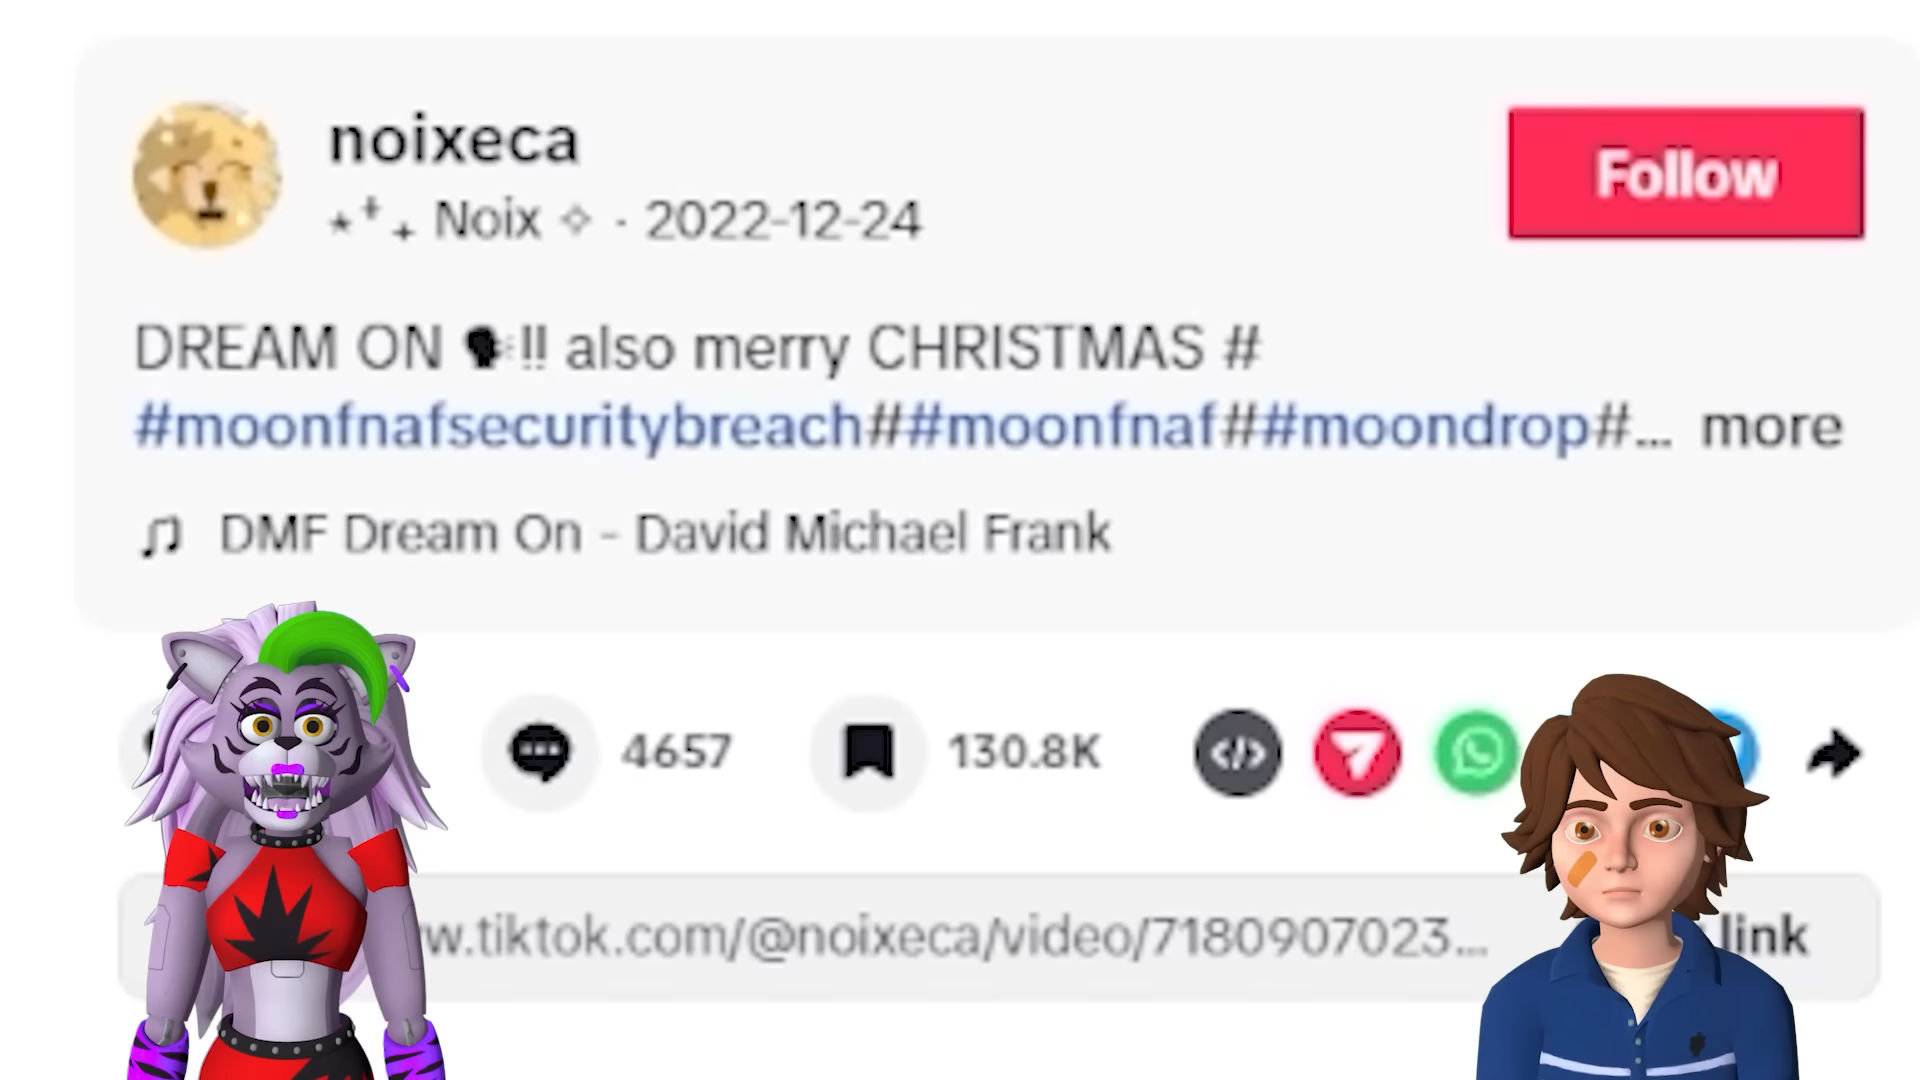 noixeca
⋆⁺₊ Noix ✧ · 2022-12-24
Follow
DREAM ON 🗣‼ also merry CHRISTMAS #
#moonfnafsecuritybreach##moonfnaf##moondrop#... more
♫ DMF Dream On - David Michael Frank
4657
130.8K
w.tiktok.com/@noixeca/video/7180907023...
link